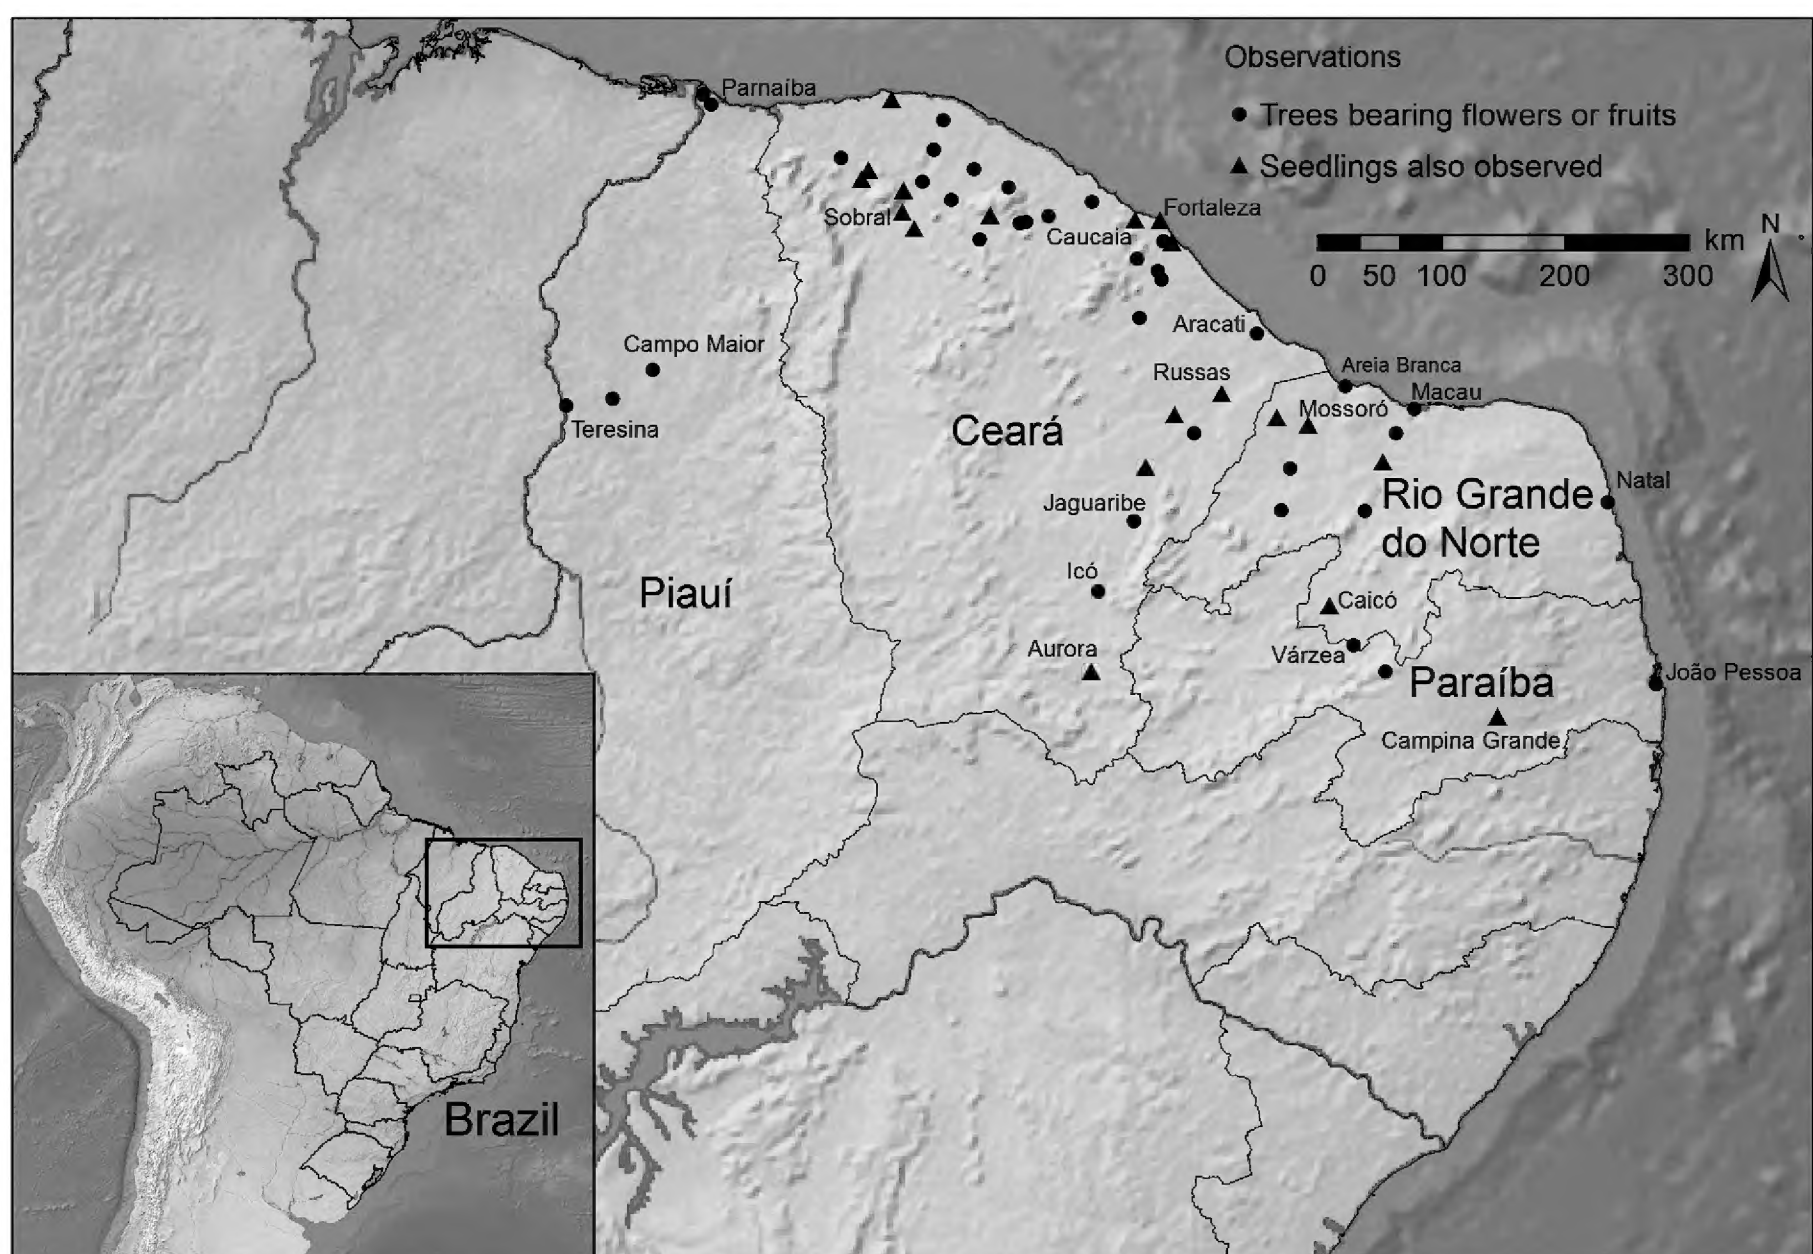 Observations
Trees bearing flowers or fruits
Seedlings also observed
Parnaíba
Sobral
Caucaia
Fortaleza
km
N
0 50 100 200 300
Aracati
Campo Maior
Teresina
Russas
Areia Branca
Macau
Mossoró
Ceará
Jaguaribe
Rio Grande
do Norte
Natal
Icó
Piauí
Caicó
Aurora
Várzea
Paraíba
João Pessoa
Campina Grande
Brazil